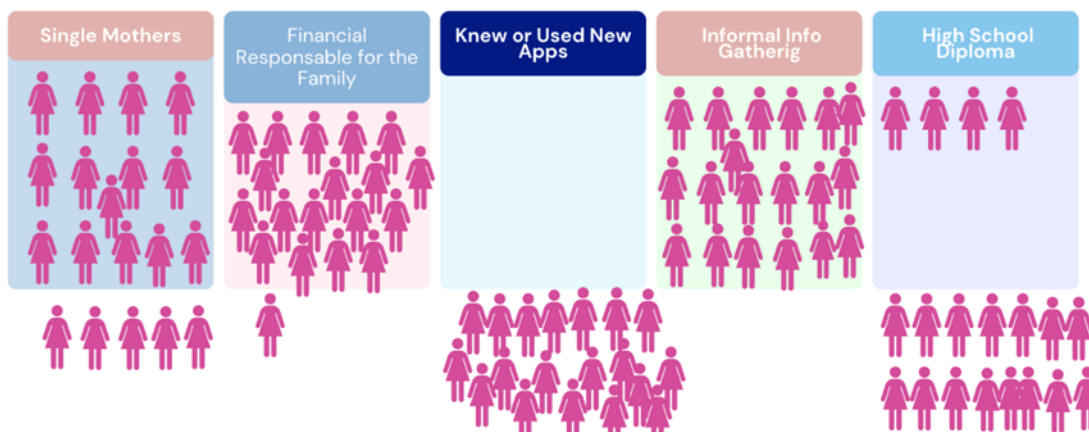 Single Mothers
Financial
Responsable for the
Family
Knew or Used New
Apps
Informal Info
Gatherig
High School
Diploma